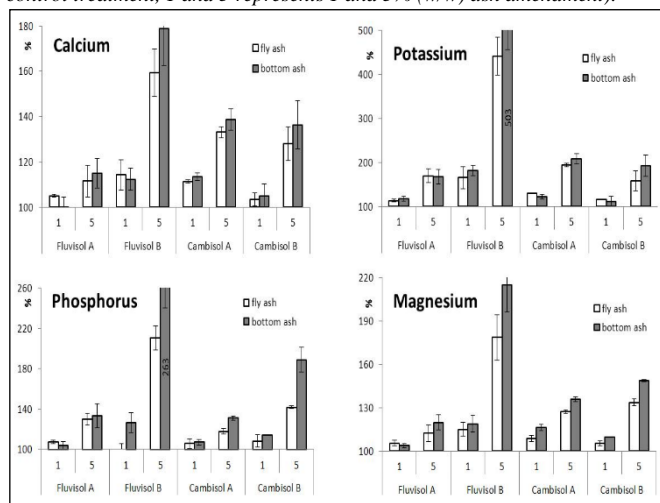 control treatment; 1 and 5 represents 1 and 5% (w/w) ash amendment).
Calcium
%
180
160
140
120
100
fly ash
bottom ash
1 5 1 5 1 5 1 5
Fluvisol A Fluvisol B Cambisol A Cambisol B
Potassium
%
500
400
300
200
100
fly ash
bottom ash
503
1 5 1 5 1 5 1 5
Fluvisol A Fluvisol B Cambisol A Cambisol B
Phosphorus
%
260
220
180
140
100
fly ash
bottom ash
263
1 5 1 5 1 5 1 5
Fluvisol A Fluvisol B Cambisol A Cambisol B
Magnesium
%
220
190
160
130
100
fly ash
bottom ash
1 5 1 5 1 5 1 5
Fluvisol A Fluvisol B Cambisol A Cambisol B